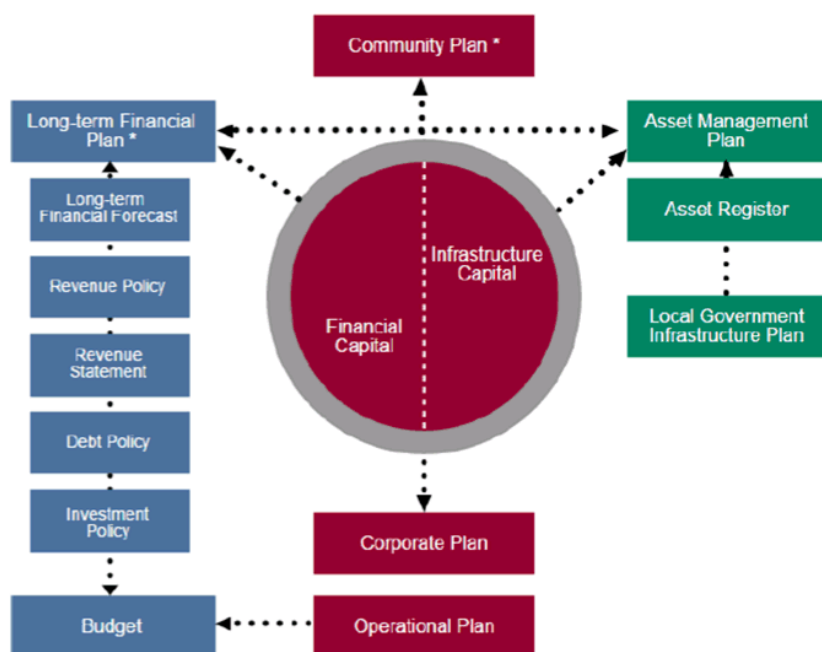 Community Plan *
Long-term Financial
Plan *
Asset Management
Plan
Long-term
Financial Forecast
Asset Register
Revenue Policy
Infrastructure
Capital
Local Government
Infrastructure Plan
Financial
Capital
Revenue
Statement
Debt Policy
Investment
Policy
Corporate Plan
Budget
Operational Plan